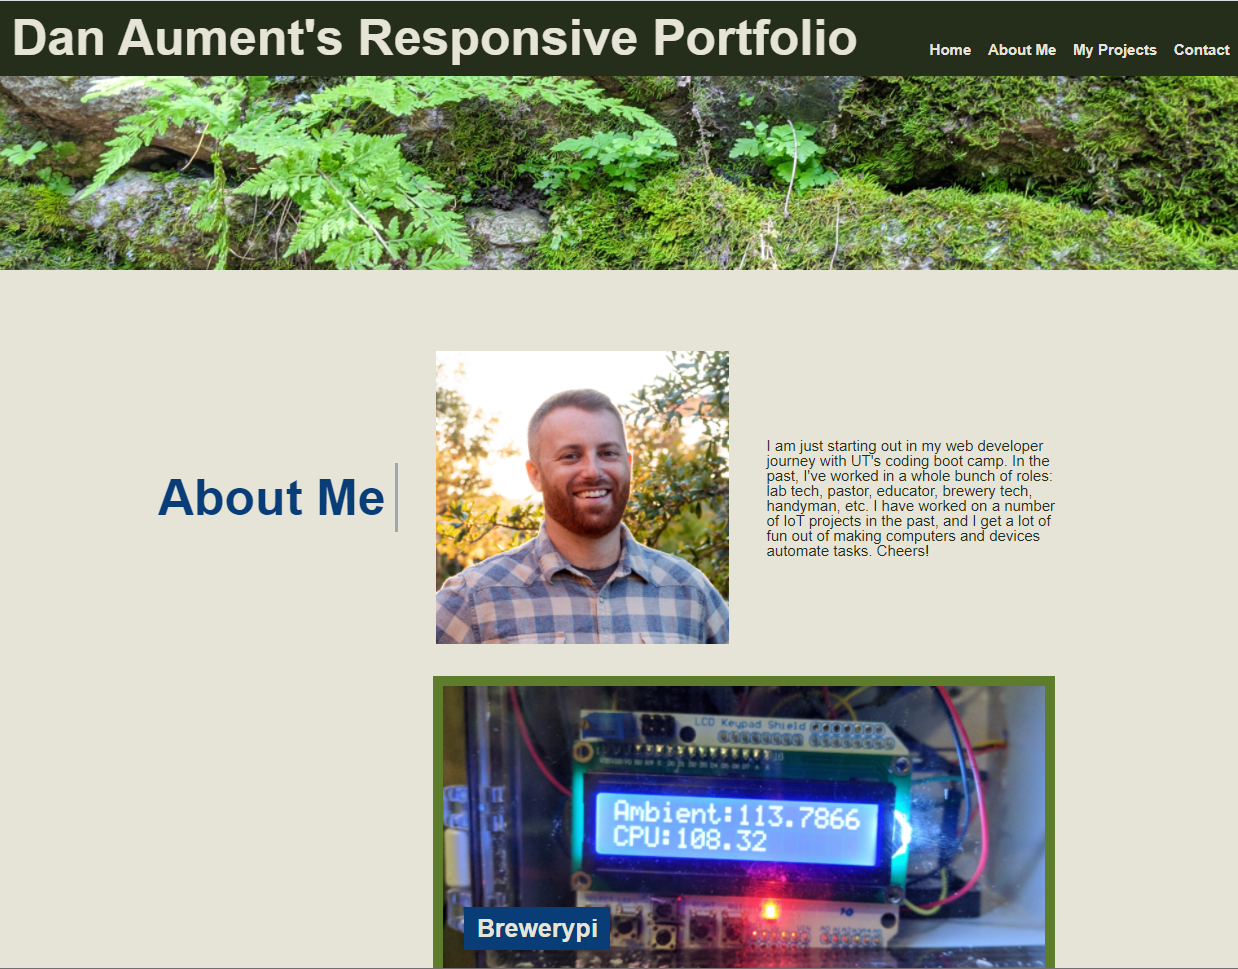 Dan Aument's Responsive Portfolio
Home About Me My Projects Contact
About Me
I am just starting out in my web developer
journey with UT's coding boot camp. In the
past, I've worked in a whole bunch of roles:
lab tech, pastor, educator, brewery tech,
handyman, etc. I have worked on a number
of IoT projects in the past, and I get a lot of
fun out of making computers and devices
automate tasks. Cheers!
LCD Keypad Shield
Ambient:113.7866
CPU:108.32
Brewerypi